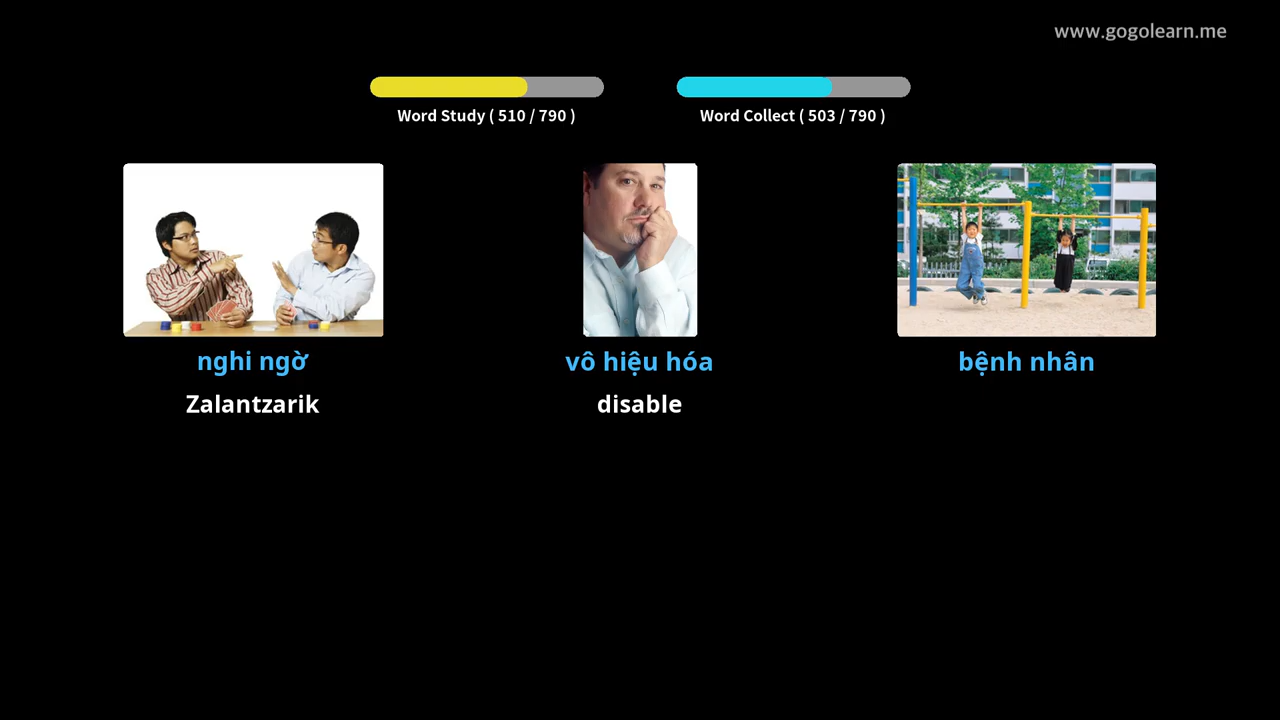 www.gogolearn.me
Word Study ( 510 / 790 )
Word Collect ( 503 / 790 )
nghi ngờ
Zalantzarik
vô hiệu hóa
disable
bệnh nhân